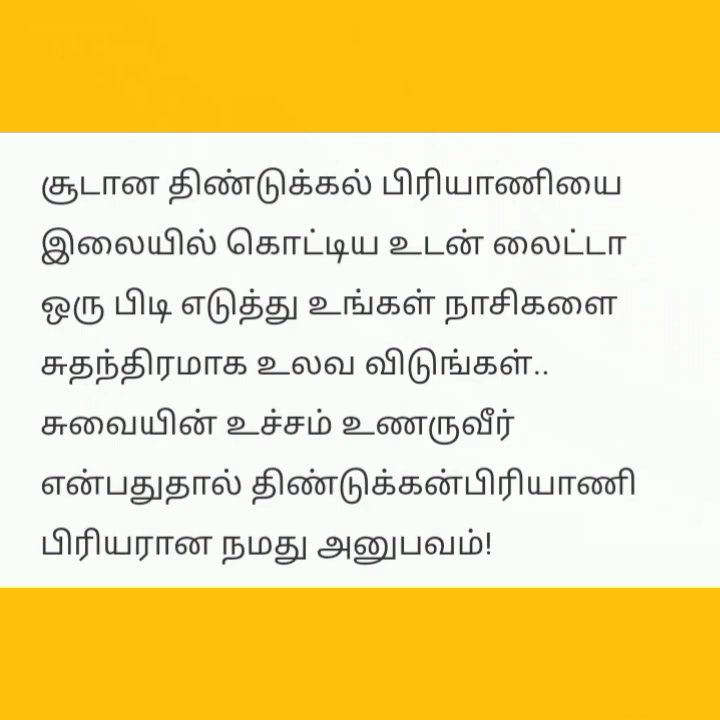 சூடான திண்டுக்கல் பிரியாணியை
இலையில் கொட்டிய உடன் லைட்டா
ஒரு பிடி எடுத்து உங்கள் நாசிகளை
சுதந்திரமாக உலவ விடுங்கள்..
சுவையின் உச்சம் உணருவீர்
என்பதுதால் திண்டுக்கன்பிரியாணி
பிரியரான நமது அனுபவம்!